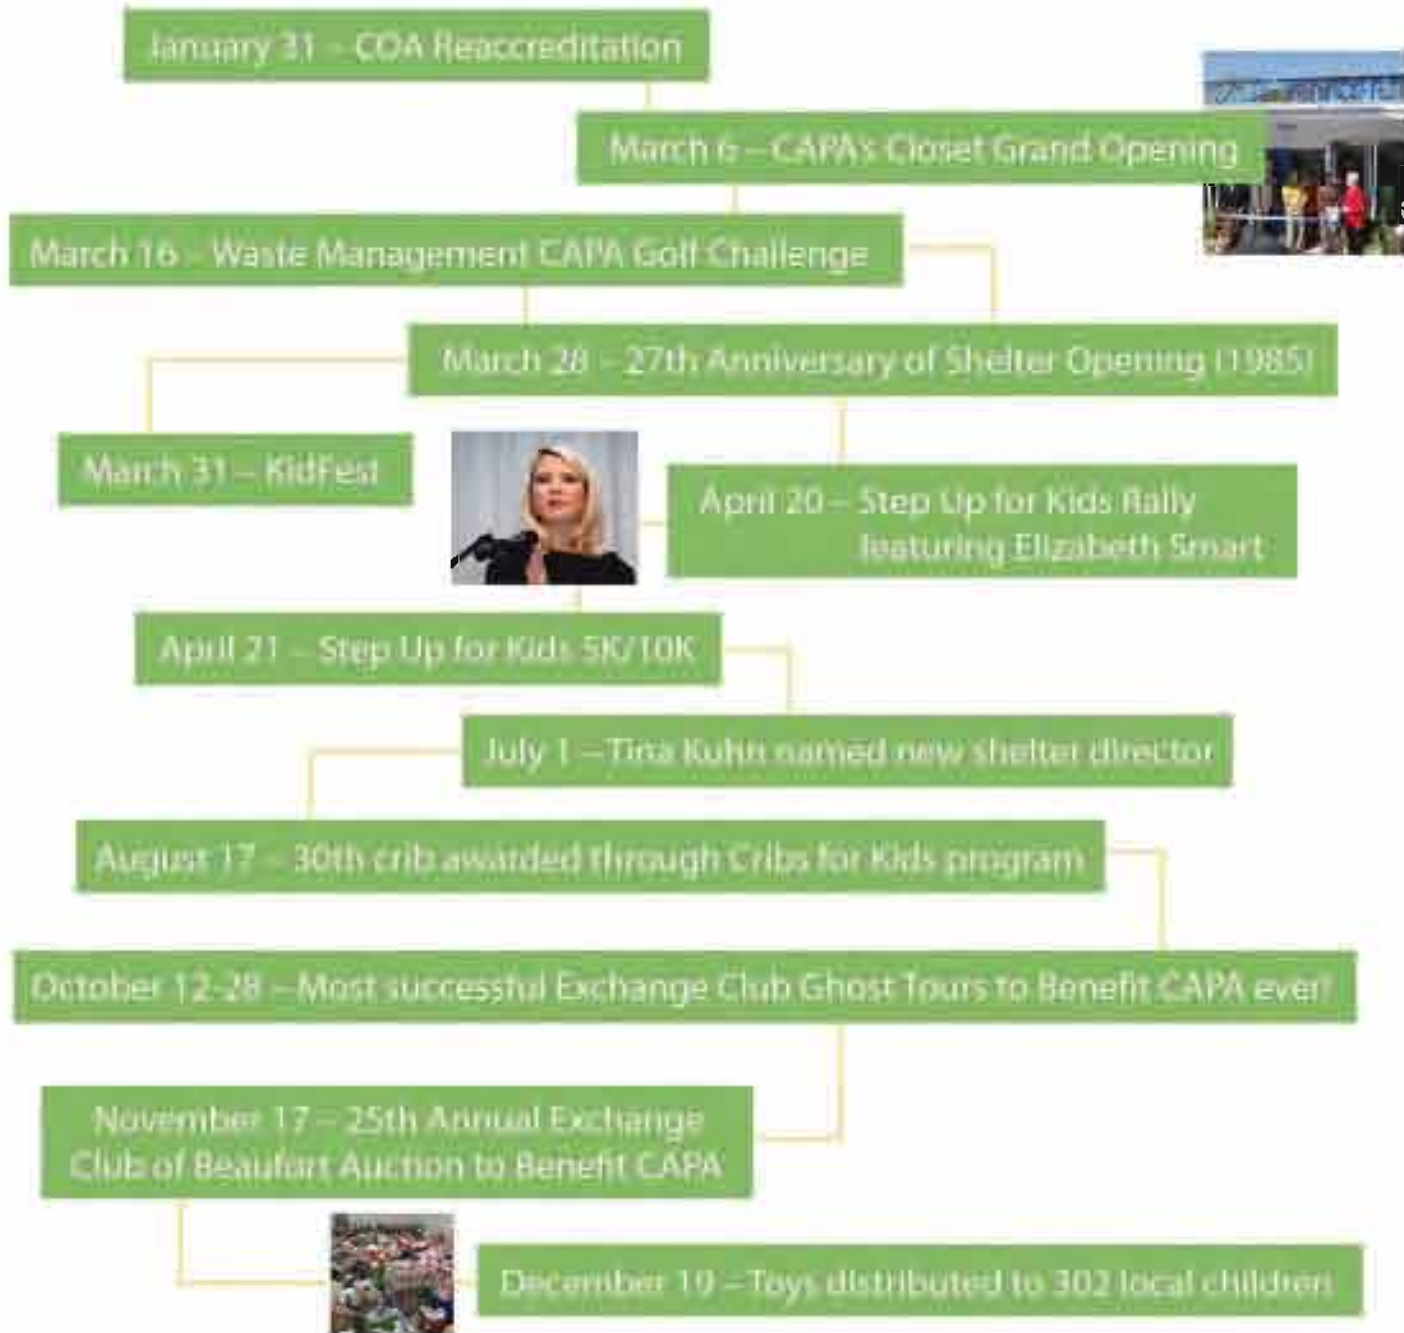 January 31 – COA Reaccreditation
March 6 – CAPA's Closet Grand Opening
March 16 – Waste Management CAPA Golf Challenge
March 28 – 27th Anniversary of Shelter Opening (1985)
March 31 – KidFest
April 20 – Step Up for Kids Rally
featuring Elizabeth Smart
April 21 – Step Up for Kids 5K/10K
July 1 – Tina Kuhn named new shelter director
August 17 – 30th crib awarded through Cribs for Kids program
October 12-28 – Most successful Exchange Club Ghost Tours to Benefit CAPA ever!
November 17 – 25th Annual Exchange
Club of Beaufort Auction to Benefit CAPA
December 19 – Toys distributed to 302 local children